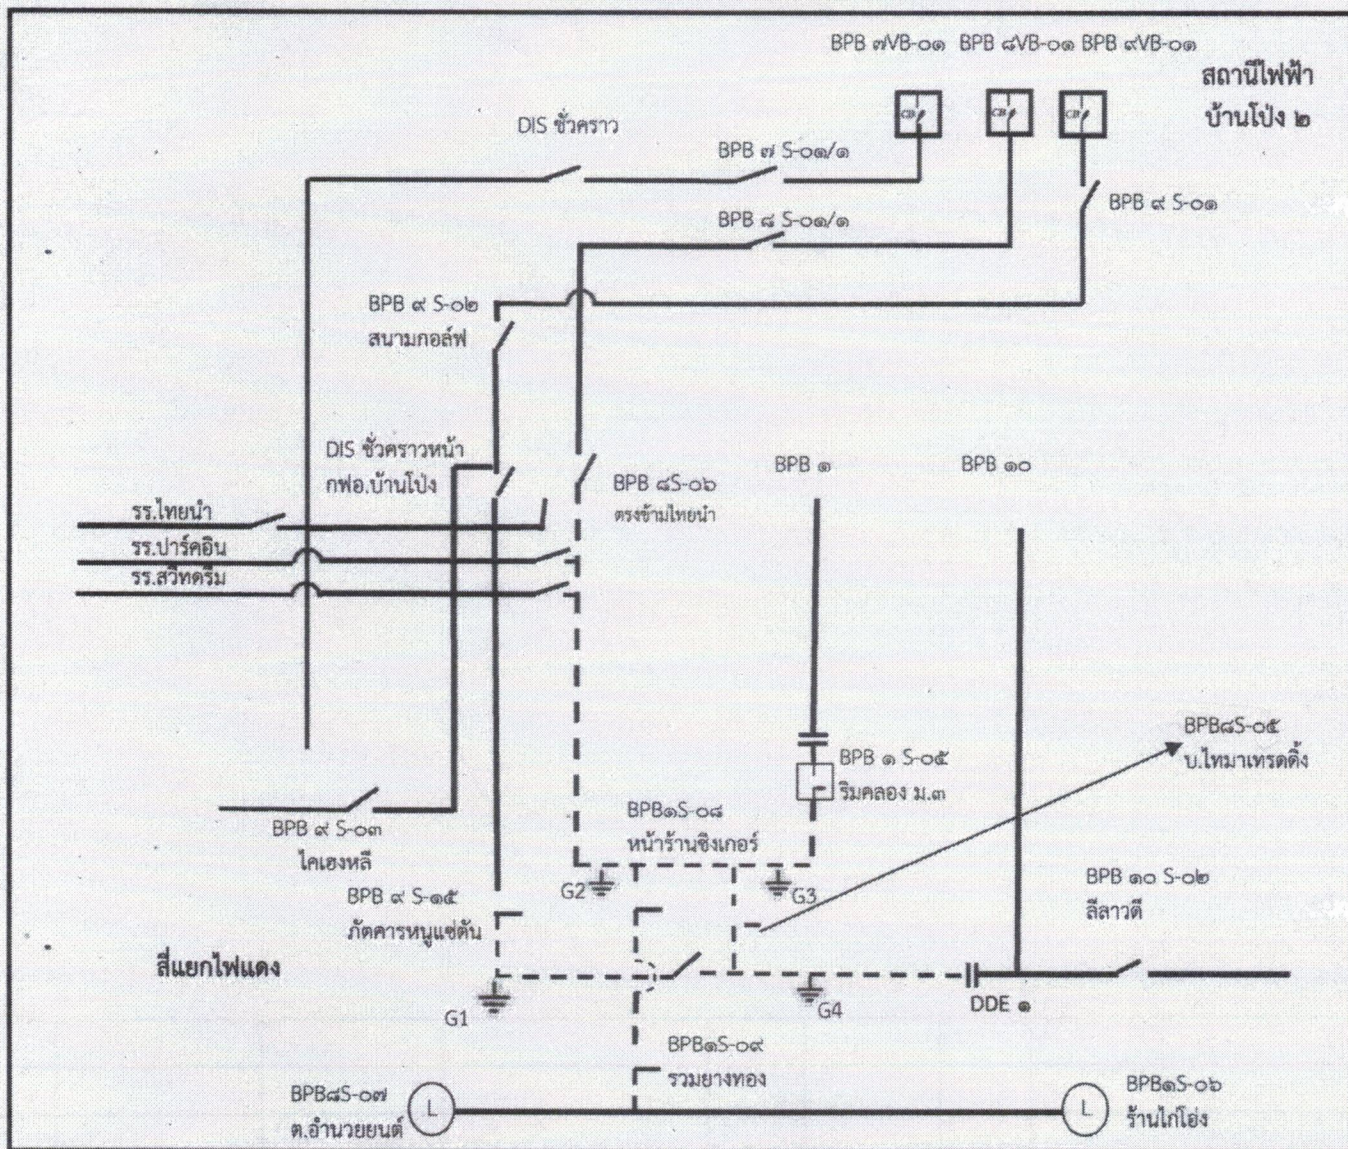 BPB ๗VB-๐๑ BPB ๘VB-๐๑ BPB ๙VB-๐๑
สถานีไฟฟ้า
บ้านโป่ง ๒
CB CB CB
DIS ชั่วคราว
BPB ๗ S-๐๑/๑
BPB ๙ S-๐๑
BPB ๘ S-๐๑/๑
BPB ๙ S-๐๒
สนามกอล์ฟ
DIS ชั่วคราวหน้า
กฟอ.บ้านโป่ง
BPB ๑
BPB ๑๐
BPB ๘S-๐๖
ตรงข้ามไทยนำ
รร.ไทยนำ
รร.ปาร์คอิน
รร.สวีทดรีม
BPB๘S-๐๕
บ.ไทมาเทรดดิ้ง
BPB ๑ S-๐๕
ริมคลอง ม.๓
BPB ๙ S-๐๓
ไคเฮงหลี
BPB๑S-๐๘
หน้าร้านซิงเกอร์
G2
G3
BPB ๑๐ S-๐๒
ลีลาวดี
BPB ๙ S-๑๕
ภัตคารหนูแซ่ตัน
สี่แยกไฟแดง
G1
G4
DDE ๑
BPB๑S-๐๙
รวมยางทอง
BPB๘S-๐๗
ต.อำนวยยนต์
L
L
BPB๑S-๐๖
ร้านไก่โอ่ง